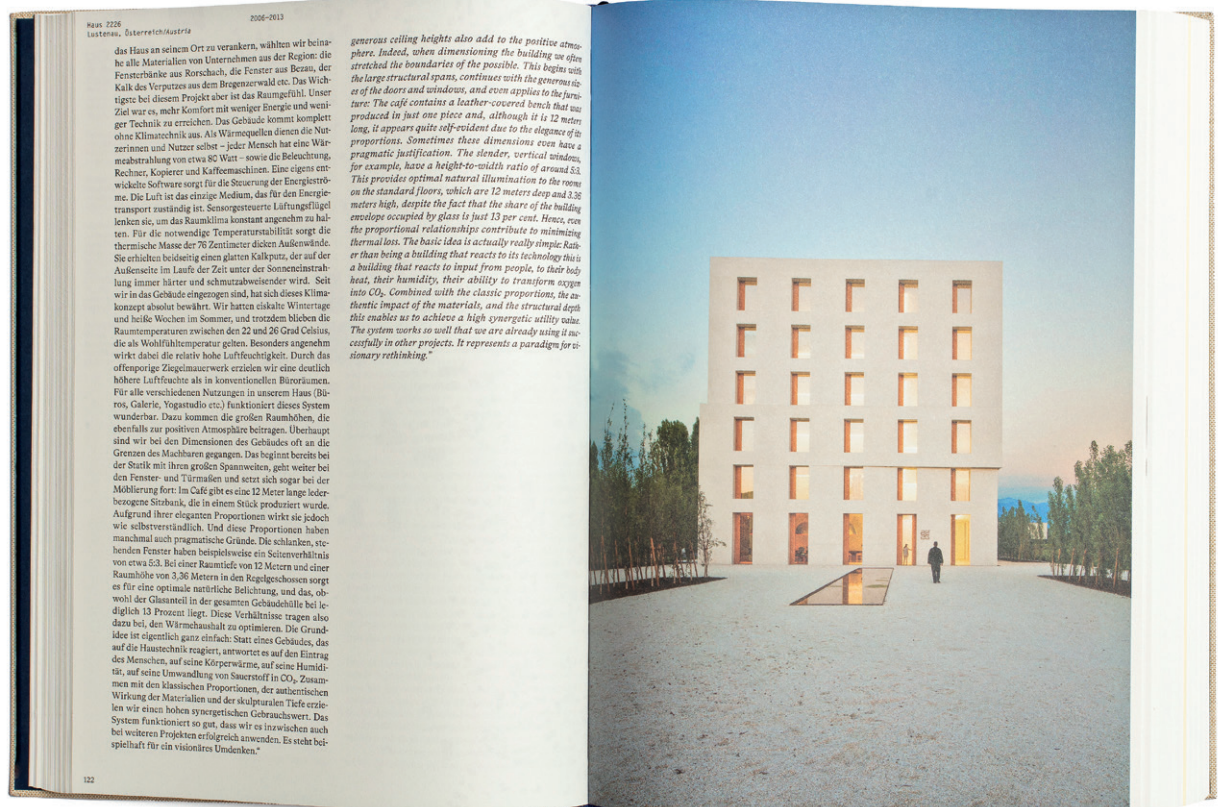 Haus 2226
Lustenau, Österreich/Austria
2006–2013
das Haus an seinem Ort zu verankern, wählten wir beina-
he alle Materialien von Unternehmen aus der Region: die
Fensterbänke aus Rorschach, die Fenster aus Bezau, der
Kalk des Verputzes aus dem Bregenzerwald etc. Das Wich-
tigste bei diesem Projekt aber ist das Raumgefühl. Unser
Ziel war es, mehr Komfort mit weniger Energie und weni-
ger Technik zu erreichen. Das Gebäude kommt komplett
ohne Klimatechnik aus. Als Wärmequellen dienen die Nut-
zerinnen und Nutzer selbst – jeder Mensch hat eine Wär-
meabstrahlung von etwa 80 Watt – sowie die Beleuchtung,
Rechner, Kopierer und Kaffeemaschinen. Eine eigens ent-
wickelte Software sorgt für die Steuerung der Energieströ-
me. Die Luft ist das einzige Medium, das für den Energie-
transport zuständig ist. Sensorgesteuerte Lüftungsflügel
lenken sie, um das Raumklima konstant angenehm zu hal-
ten. Für die notwendige Temperaturstabilität sorgt die
thermische Masse der 76 Zentimeter dicken Außenwände.
Sie erhielten beidseitig einen glatten Kalkputz, der auf der
Außenseite im Laufe der Zeit unter der Sonneneinstrah-
lung immer härter und schmutzabweisender wird. Seit
wir in das Gebäude eingezogen sind, hat sich dieses Klima-
konzept absolut bewährt. Wir hatten eiskalte Wintertage
und heiße Wochen im Sommer, und trotzdem blieben die
Raumtemperaturen zwischen den 22 und 26 Grad Celsius,
die als Wohlfühltemperatur gelten. Besonders angenehm
wirkt dabei die relativ hohe Luftfeuchtigkeit. Durch das
offenporige Ziegelmauerwerk erzielen wir eine deutlich
höhere Luftfeuchte als in konventionellen Büroräumen.
Für alle verschiedenen Nutzungen in unserem Haus (Bü-
ros, Galerie, Yogastudio etc.) funktioniert dieses System
wunderbar. Dazu kommen die großen Raumhöhen, die
ebenfalls zur positiven Atmosphäre beitragen. Überhaupt
sind wir bei den Dimensionen des Gebäudes oft an die
Grenzen des Machbaren gegangen. Das beginnt bereits bei
der Statik mit ihren großen Spannweiten, geht weiter bei
den Fenster- und Türmaßen und setzt sich sogar bei der
Möblierung fort: Im Café gibt es eine 12 Meter lange leder-
bezogene Sitzbank, die in einem Stück produziert wurde.
Aufgrund ihrer eleganten Proportionen wirkt sie jedoch
wie selbstverständlich. Und diese Proportionen haben
manchmal auch pragmatische Gründe. Die schlanken, ste-
henden Fenster haben beispielsweise ein Seitenverhältnis
von etwa 5:3. Bei einer Raumtiefe von 12 Metern und einer
Raumhöhe von 3,36 Metern in den Regelgeschossen sorgt
es für eine optimale natürliche Belichtung, und das, ob-
wohl der Glasanteil in der gesamten Gebäudehülle bei le-
diglich 13 Prozent liegt. Diese Verhältnisse tragen also
dazu bei, den Wärmehaushalt zu optimieren. Die Grund-
idee ist eigentlich ganz einfach: Statt eines Gebäudes, das
auf die Haustechnik reagiert, antwortet es auf den Eintrag
des Menschen, auf seine Körperwärme, auf seine Humidi-
tät, auf seine Umwandlung von Sauerstoff in CO₂. Zusam-
men mit den klassischen Proportionen, der authentischen
Wirkung der Materialien und der skulpturalen Tiefe erzie-
len wir einen hohen synergetischen Gebrauchswert. Das
System funktioniert so gut, dass wir es inzwischen auch
bei weiteren Projekten erfolgreich anwenden. Es steht bei-
spielhaft für ein visionäres Umdenken.“
generous ceiling heights also add to the positive atmos-
phere. Indeed, when dimensioning the building we often
stretched the boundaries of the possible. This begins with
the large structural spans, continues with the generous siz-
es of the doors and windows, and even applies to the furni-
ture: The café contains a leather-covered bench that was
produced in just one piece and, although it is 12 meters
long, it appears quite self-evident due to the elegance of its
proportions. Sometimes these dimensions even have a
pragmatic justification. The slender, vertical windows,
for example, have a height-to-width ratio of around 5:3.
This provides optimal natural illumination to the rooms
on the standard floors, which are 12 meters deep and 3.36
meters high, despite the fact that the share of the building
envelope occupied by glass is just 13 per cent. Hence, even
the proportional relationships contribute to minimizing
thermal loss. The basic idea is actually really simple: Rath-
er than being a building that reacts to its technology this is
a building that reacts to input from people, to their body
heat, their humidity, their ability to transform oxygen
into CO₂. Combined with the classic proportions, the au-
thentic impact of the materials, and the structural depth
this enables us to achieve a high synergetic utility value.
The system works so well that we are already using it suc-
cessfully in other projects. It represents a paradigm for vi-
sionary rethinking.”
122